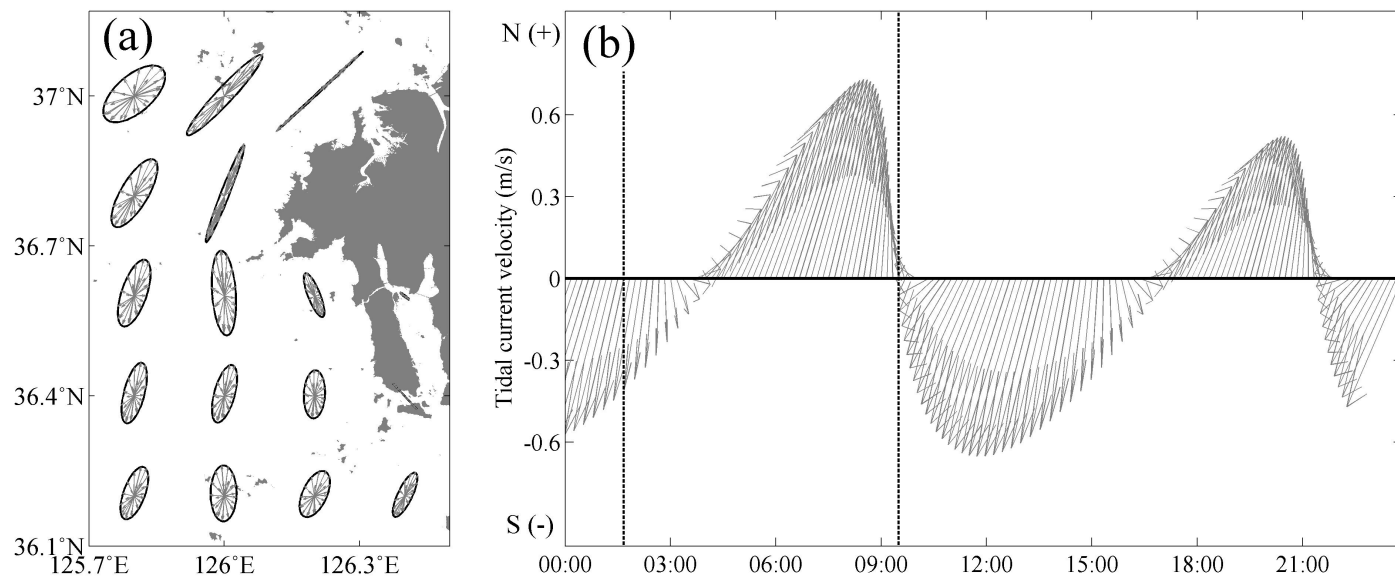 (a)
37°N
36.7°N
36.4°N
36.1°N
125.7°E
126°E
126.3°E
(b)
N (+)
0.6
0.3
0
-0.3
-0.6
S (-)
Tidal current velocity (m/s)
00:00
03:00
06:00
09:00
12:00
15:00
18:00
21:00